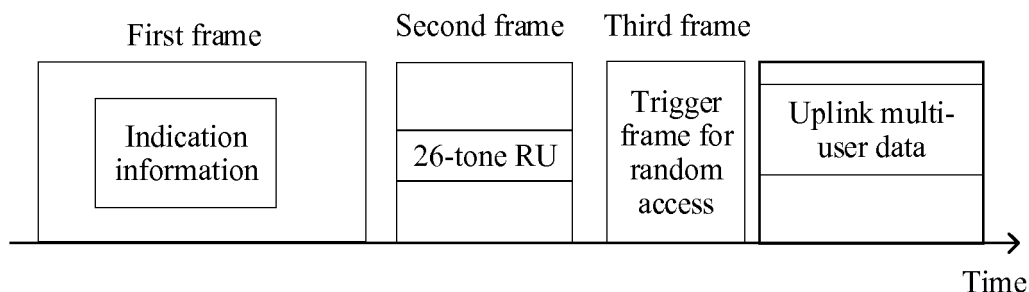 First frame
Second frame
Third frame
Indication
information
26-tone RU
Trigger
frame for
random
access
Uplink multi-
user data
Time